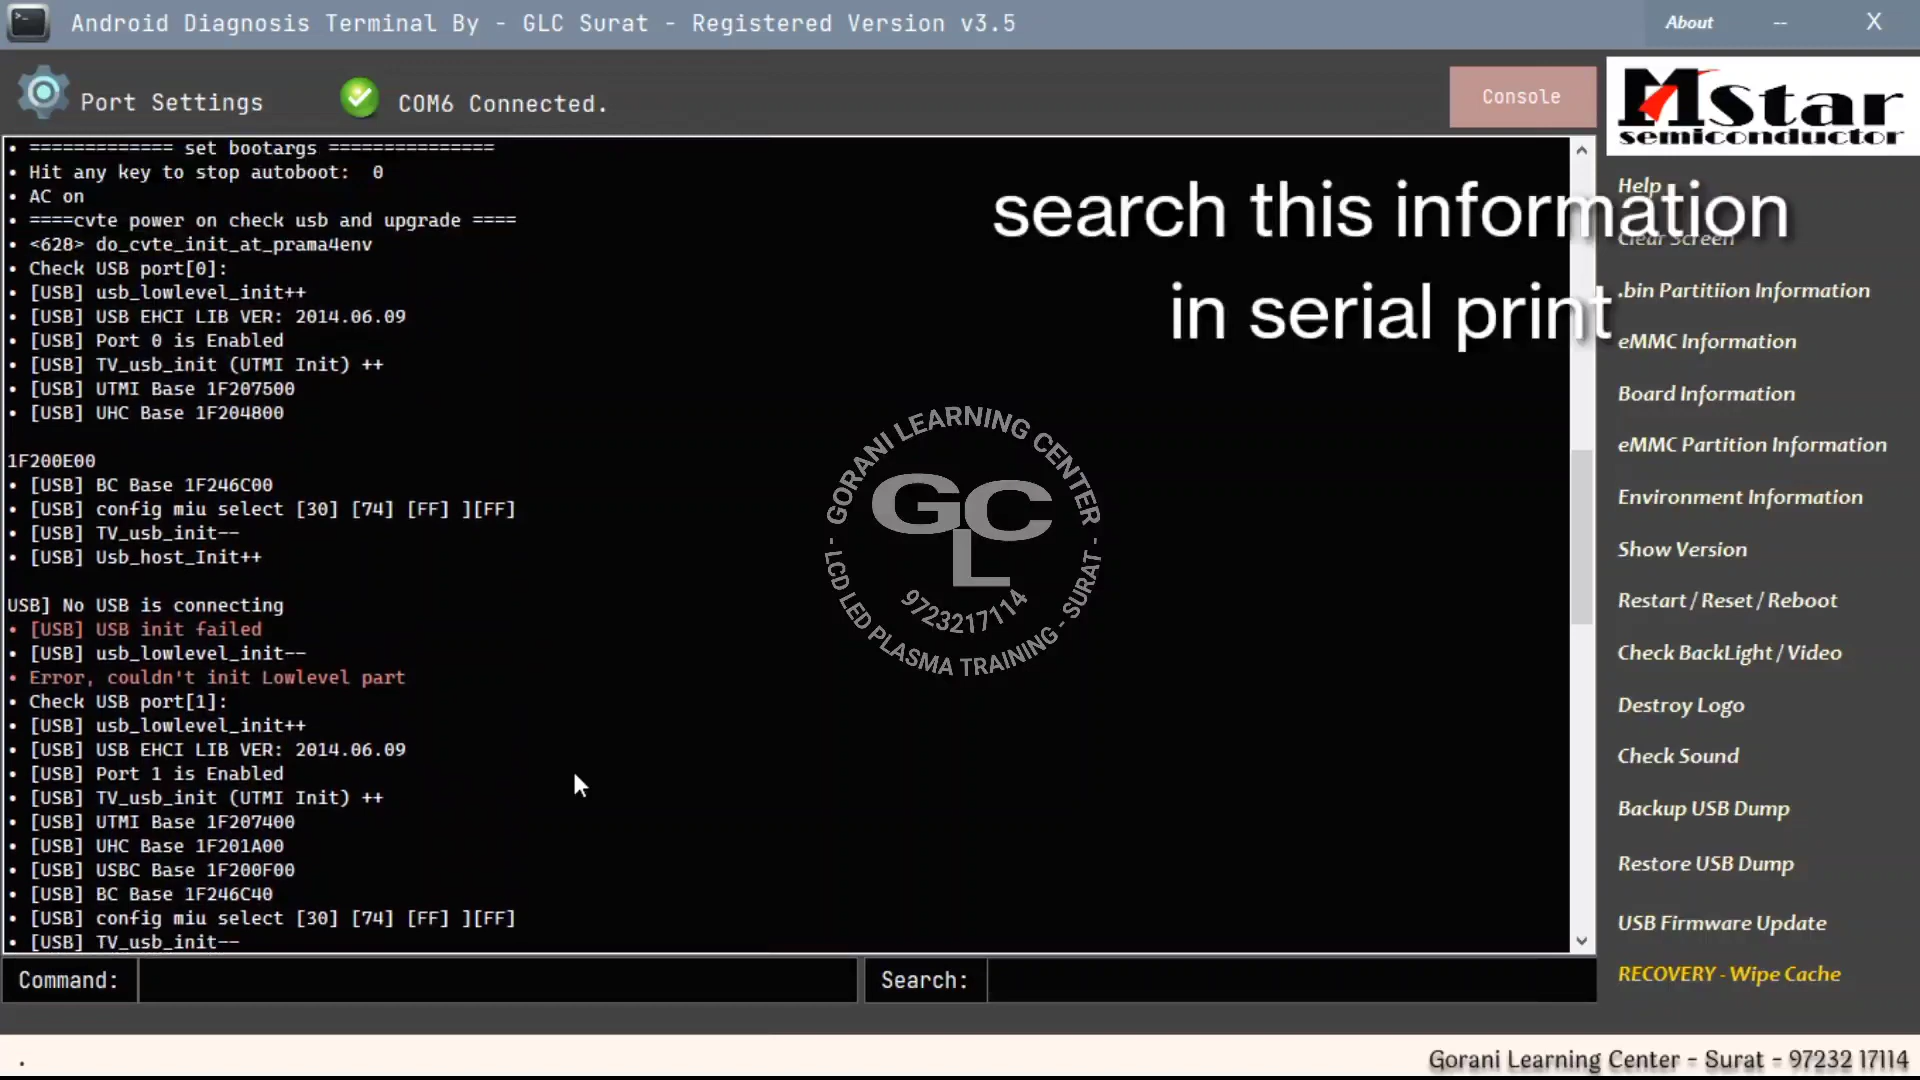 Android Diagnosis Terminal By - GLC Surat - Registered Version v3.5
About -- X
Port Settings
COM6 Connected.
Console
MStar
semiconductor
• ============= set bootargs ===============
• Hit any key to stop autoboot:  0
• AC on
• ====cvte power on check usb and upgrade ====
• <628> do_cvte_init_at_prama4env
• Check USB port[0]:
• [USB] usb_lowlevel_init++
• [USB] USB EHCI LIB VER: 2014.06.09
• [USB] Port 0 is Enabled
• [USB] TV_usb_init (UTMI Init) ++
• [USB] UTMI Base 1F207500
• [USB] UHC Base 1F204800
1F200E00
• [USB] BC Base 1F246C00
• [USB] config miu select [30] [74] [FF] ][FF]
• [USB] TV_usb_init--
• [USB] Usb_host_Init++
USB] No USB is connecting
• [USB] USB init failed
• [USB] usb_lowlevel_init--
• Error, couldn't init Lowlevel part
• Check USB port[1]:
• [USB] usb_lowlevel_init++
• [USB] USB EHCI LIB VER: 2014.06.09
• [USB] Port 1 is Enabled
• [USB] TV_usb_init (UTMI Init) ++
• [USB] UTMI Base 1F207400
• [USB] UHC Base 1F201A00
• [USB] USBC Base 1F200F00
• [USB] BC Base 1F246C40
• [USB] config miu select [30] [74] [FF] ][FF]
• [USB] TV_usb_init--
search this information
in serial print
GORANI LEARNING CENTER
GLC
9723217114
- LCD LED PLASMA TRAINING - SURAT -
Help
Clear Screen
.bin Partitiion Information
eMMC Information
Board Information
eMMC Partition Information
Environment Information
Show Version
Restart / Reset / Reboot
Check BackLight / Video
Destroy Logo
Check Sound
Backup USB Dump
Restore USB Dump
USB Firmware Update
RECOVERY - Wipe Cache
Command:
Search:
.
Gorani Learning Center - Surat - 97232 17114